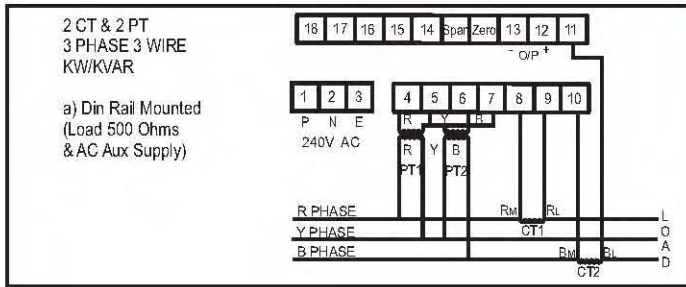 2 CT & 2 PT
3 PHASE 3 WIRE
KW/KVAR
a) Din Rail Mounted
(Load 500 Ohms
& AC Aux Supply)
18 17 16 15 14 Span Zero 13 12 11
- O/P +
1 2 3
P N E
240V AC
4 5 6 7 8 9 10
R Y B
R Y B
PT1 PT2
R PHASE RM RL
CT1
Y PHASE
B PHASE BM BL
CT2
L
O
A
D